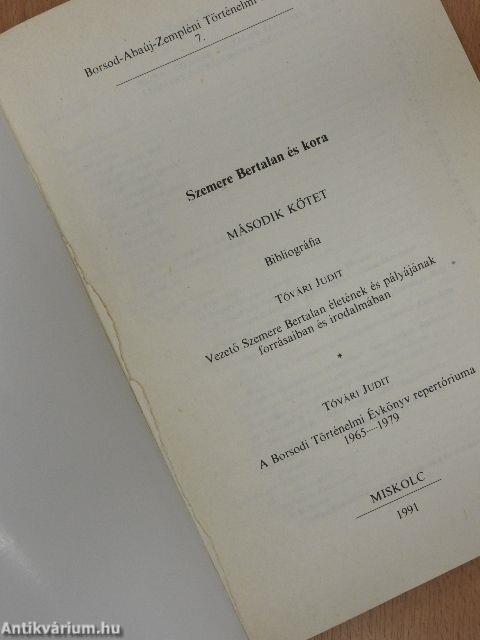 Borsod-Abaúj-Zempléni Történelmi
7.
Szemere Bertalan és kora
MÁSODIK KÖTET
Bibliográfia
TÓVÁRI JUDIT
Vezető Szemere Bertalan életének és pályájának
forrásaiban és irodalmában
*
TÓVÁRI JUDIT
A Borsodi Történelmi Évkönyv repertóriuma
1965—1979
MISKOLC
1991
Antikvárium.hu